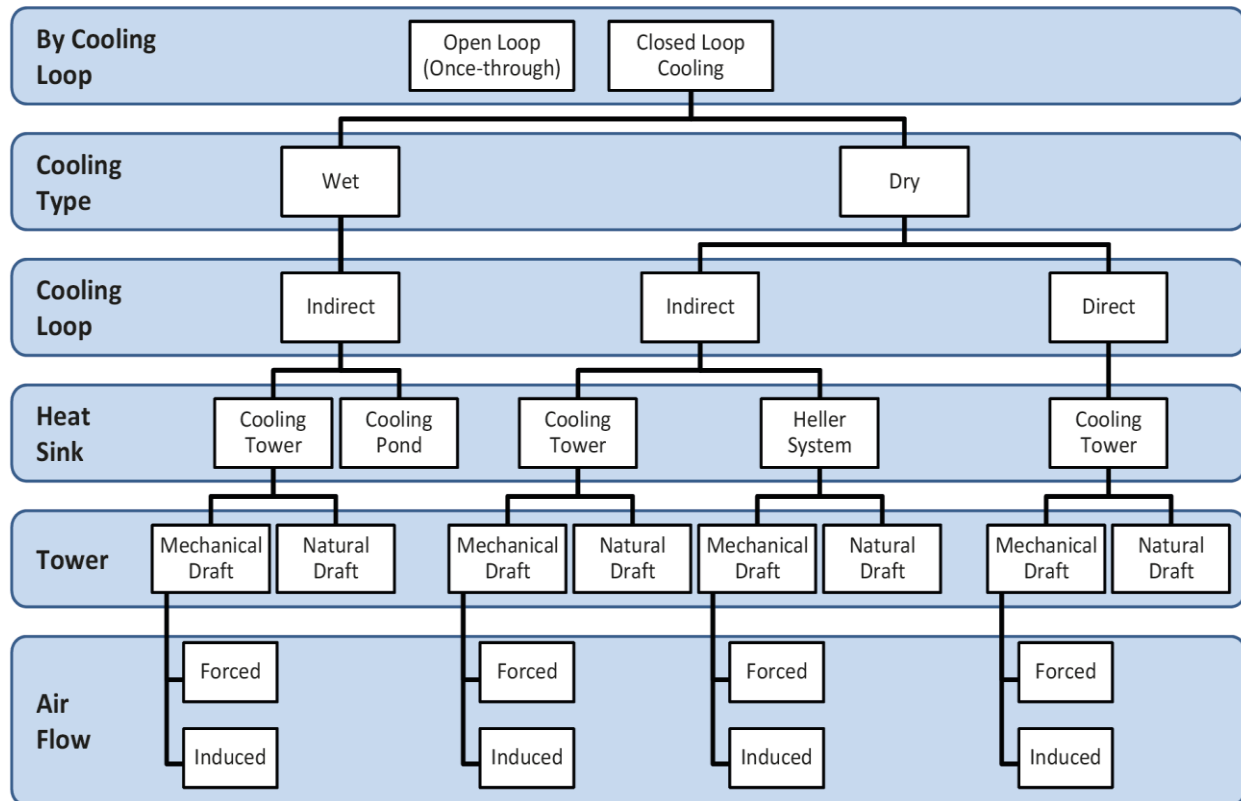 By Cooling
Loop
Open Loop
(Once-through)
Closed Loop
Cooling
Cooling
Type
Wet
Dry
Cooling
Loop
Indirect
Indirect
Direct
Heat
Sink
Cooling
Tower
Cooling
Pond
Cooling
Tower
Heller
System
Cooling
Tower
Tower
Mechanical
Draft
Natural
Draft
Mechanical
Draft
Natural
Draft
Mechanical
Draft
Natural
Draft
Mechanical
Draft
Natural
Draft
Air
Flow
Forced
Forced
Forced
Forced
Induced
Induced
Induced
Induced